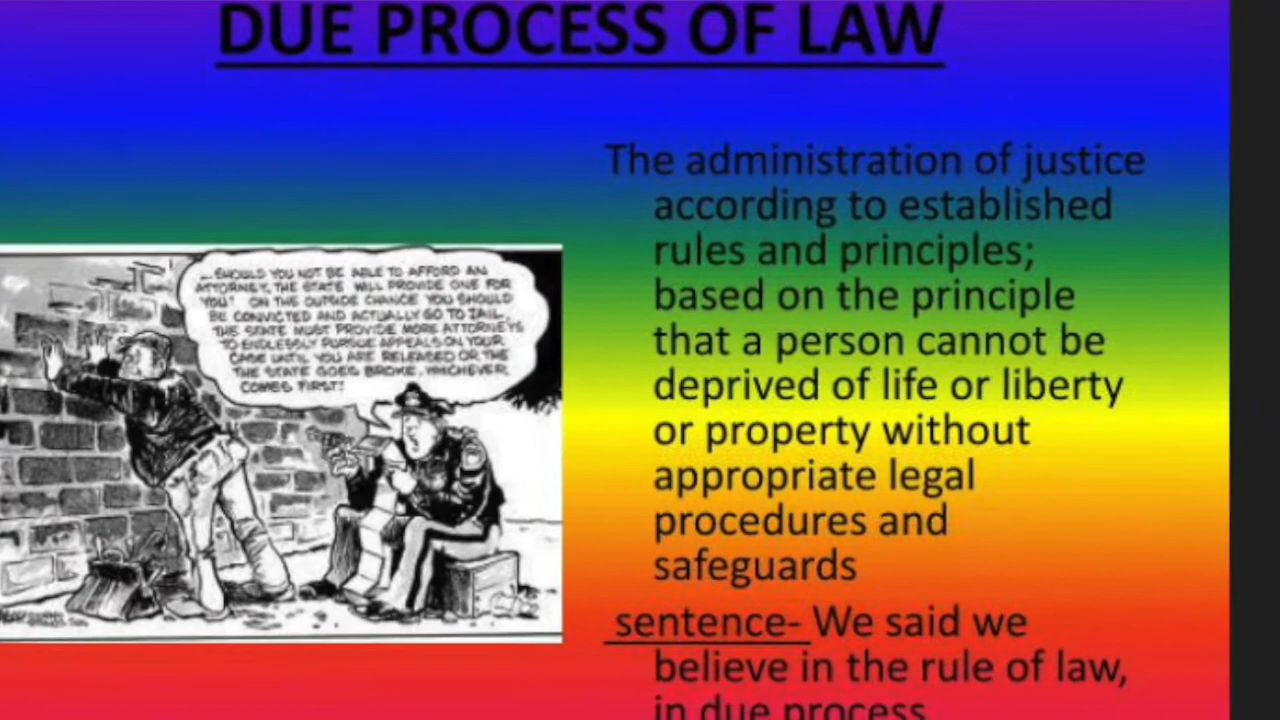 DUE PROCESS OF LAW
The administration of justice
according to established
rules and principles;
based on the principle
that a person cannot be
deprived of life or liberty
or property without
appropriate legal
procedures and
safeguards
sentence- We said we
believe in the rule of law,
in due process
...SHOULD YOU NOT BE ABLE TO AFFORD AN
ATTORNEY, THE STATE WILL PROVIDE ONE FOR
YOU! ON THE OUTSIDE CHANCE YOU SHOULD
BE CONVICTED AND ACTUALLY GO TO JAIL,
THE STATE MUST PROVIDE MORE ATTORNEYS
TO ENDLESSLY PURSUE APPEALS ON YOUR
CASE UNTIL YOU ARE RELEASED OR THE
THE STATE GOES BROKE, WHICHEVER
COMES FIRST!